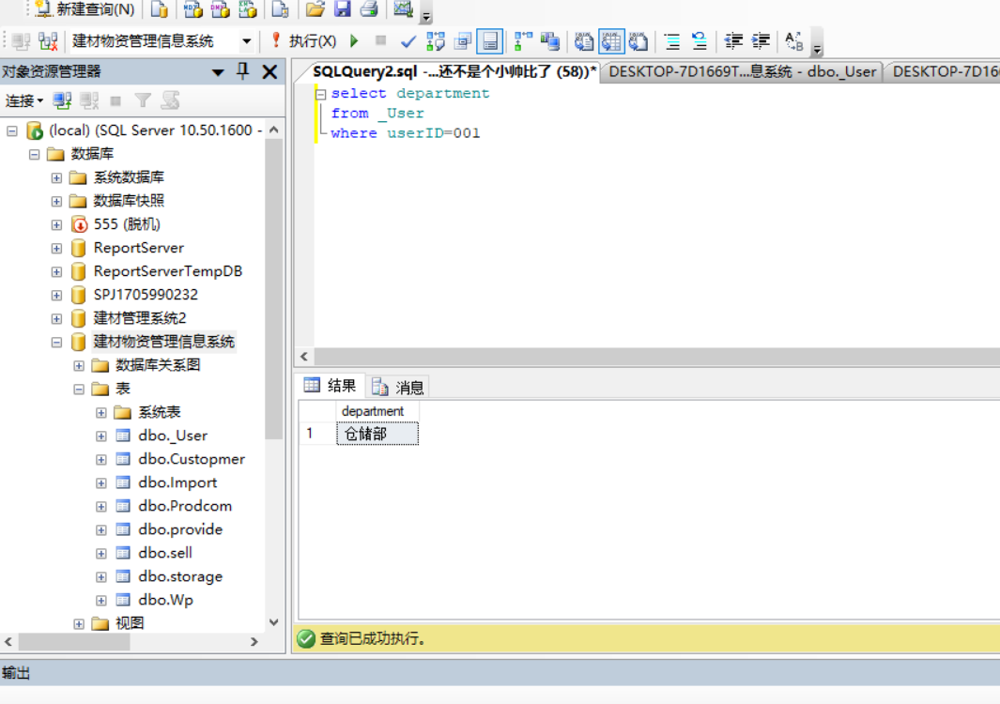 新建查询(N)
建材物资管理信息系统
执行(X)
对象资源管理器
SQLQuery2.sql -...还不是个小帅比了 (58))*
DESKTOP-7D1669T...息系统 - dbo._User
DESKTOP-7D16
连接
select department
from _User
where userID=001
(local) (SQL Server 10.50.1600 -
数据库
系统数据库
数据库快照
555 (脱机)
ReportServer
ReportServerTempDB
SPJ1705990232
建材管理系统2
建材物资管理信息系统
数据库关系图
表
系统表
dbo._User
dbo.Custopmer
dbo.Import
dbo.Prodcom
dbo.provide
dbo.sell
dbo.storage
dbo.Wp
视图
结果
消息
department
1
仓储部
查询已成功执行。
输出